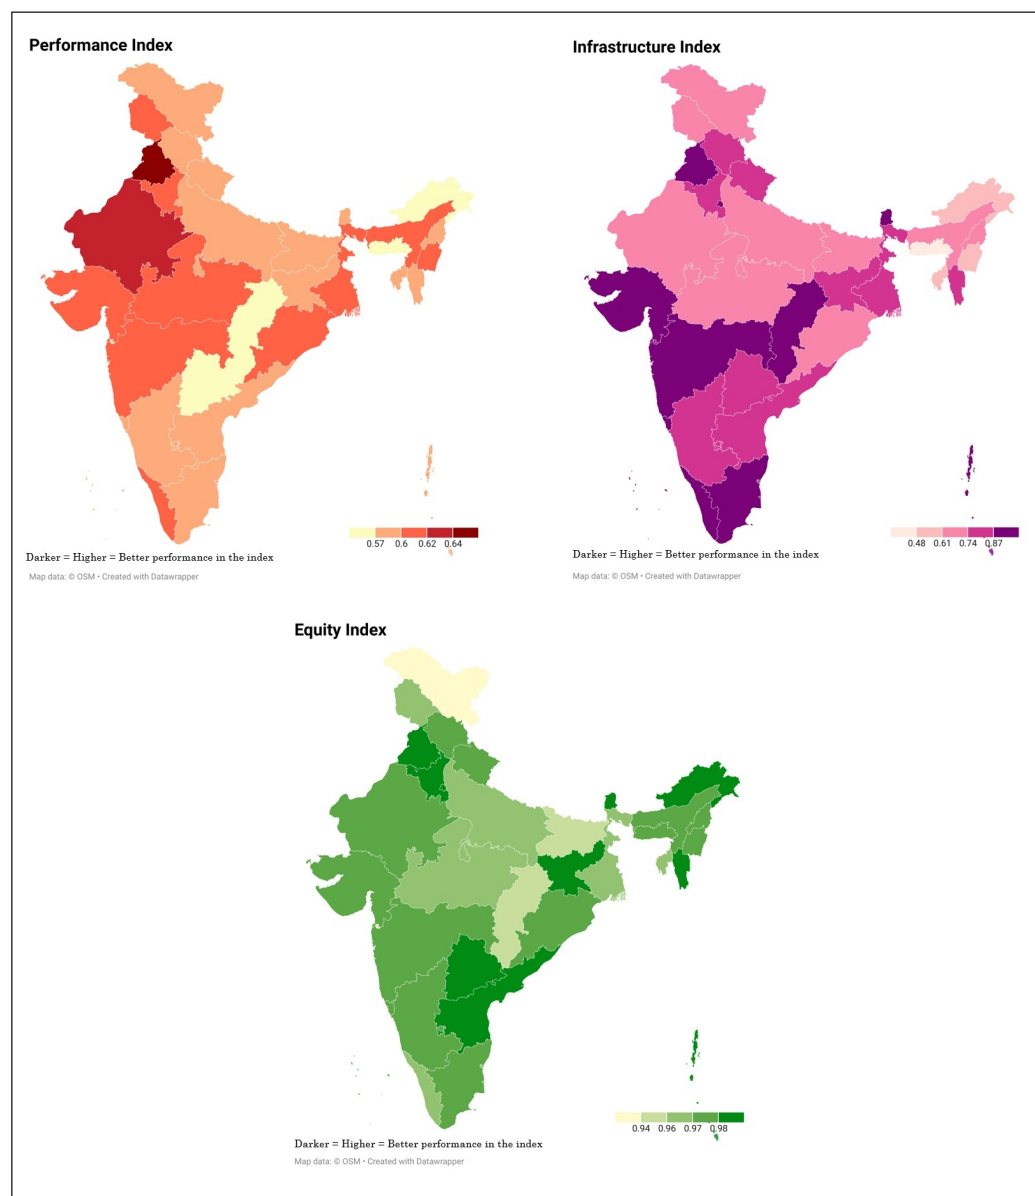 Performance Index
Infrastructure Index
0.57 0.6 0.62 0.64
0.48 0.61 0.74 0.87
Darker = Higher = Better performance in the index
Darker = Higher = Better performance in the index
Map data: © OSM • Created with Datawrapper
Map data: © OSM • Created with Datawrapper
Equity Index
0.94 0.96 0.97 0.98
Darker = Higher = Better performance in the index
Map data: © OSM • Created with Datawrapper